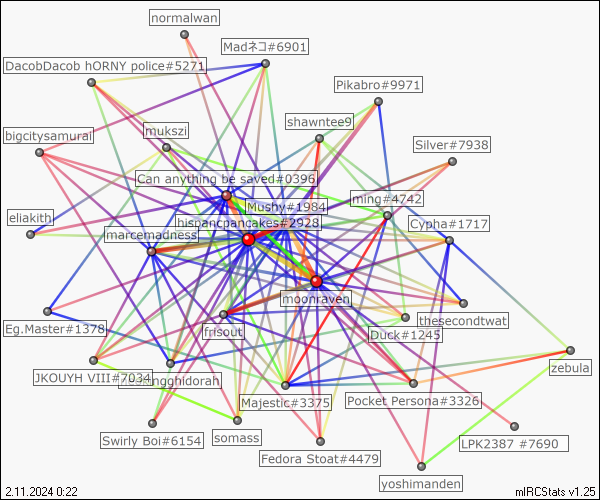 normalwan
Madネコ#6901
DacobDacob hORNY police#5271
Pikabro#9971
shawntee9
mukszi
bigcitysamurai
Silver#7938
Can anything be saved#0396
Mushy#1984
ming#4742
eliakith
hispancpancakes#2928
Cypha#1717
marcemadness
moonraven
thesecondtwat
Eg.Master#1378
frisout
Duck#1245
zebula
JKOUYH VIII#7034
ngghidorah
Majestic#3375
Pocket Persona#3326
Swirly Boi#6154
somass
LPK2387 #7690
Fedora Stoat#4479
yoshimanden
2.11.2024 0:22
mIRCStats v1.25